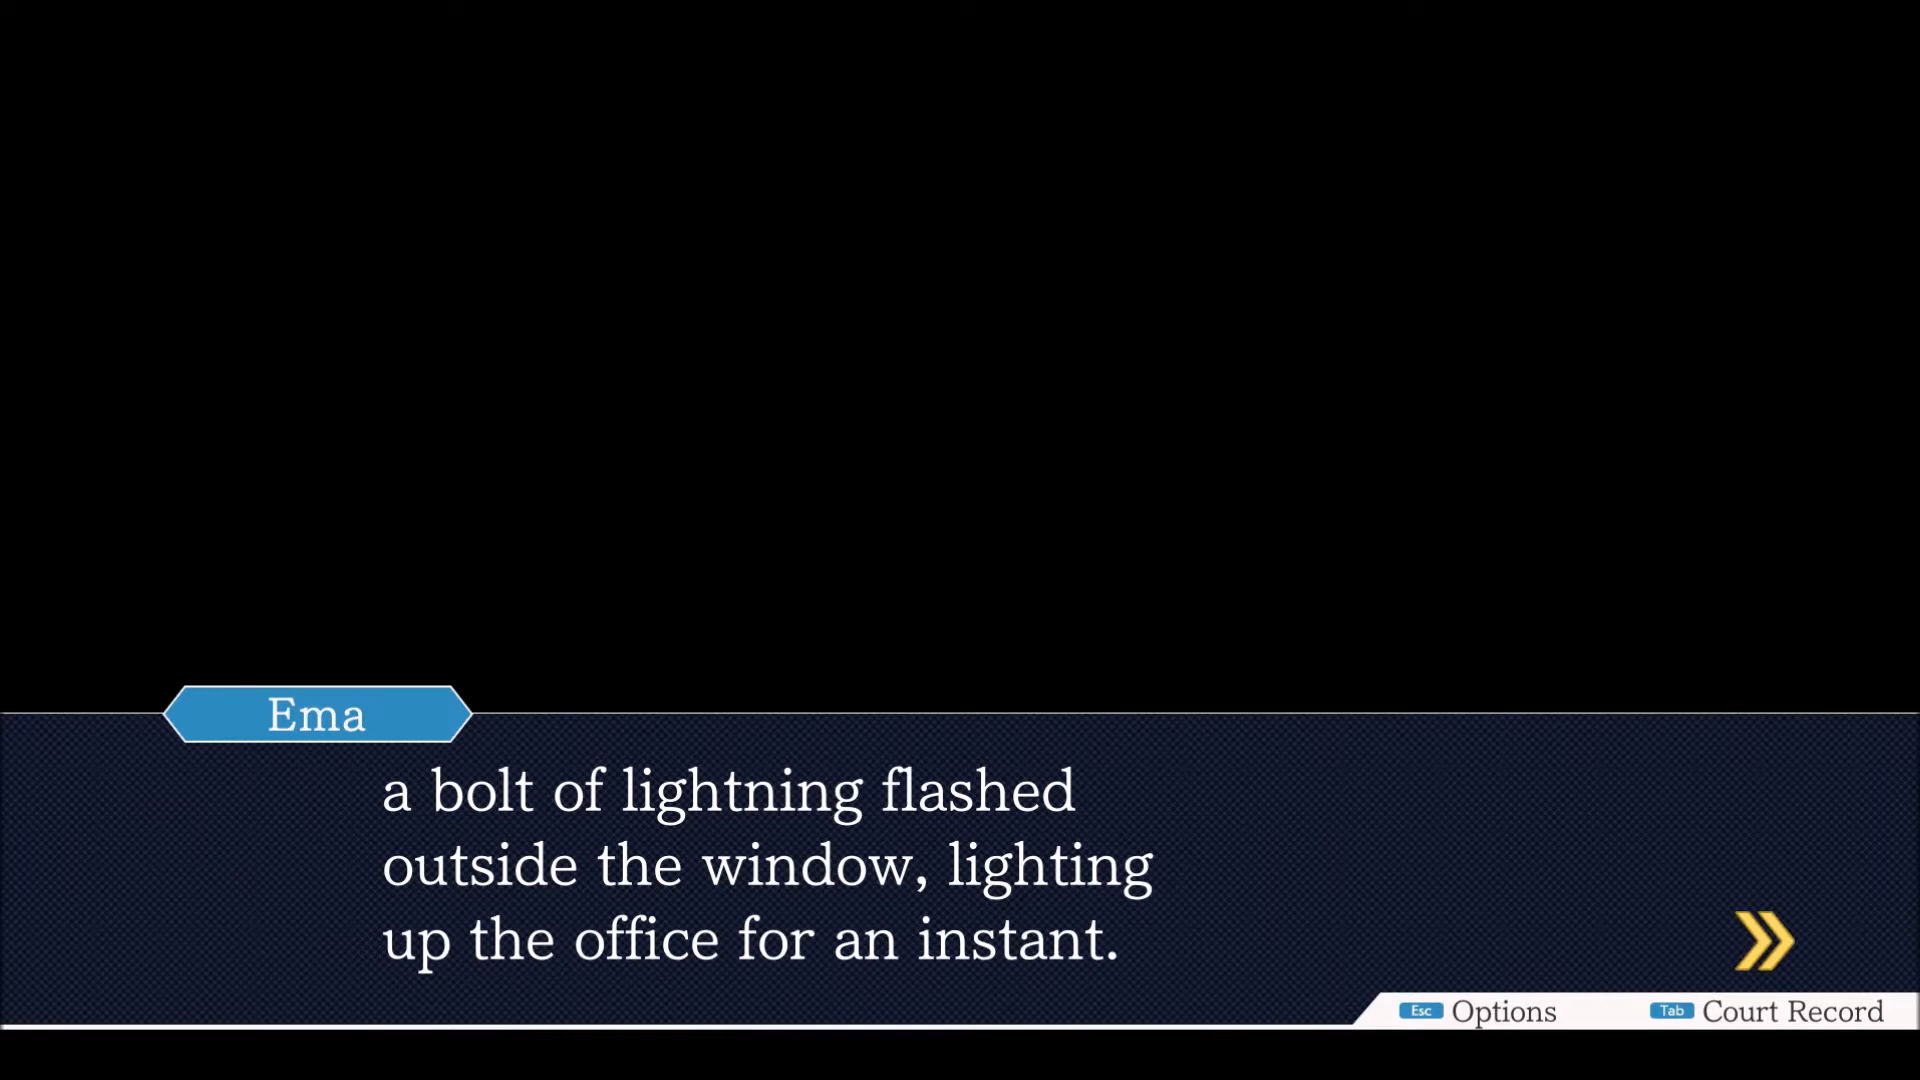 Ema
a bolt of lightning flashed
outside the window, lighting
up the office for an instant.
Esc Options Tab Court Record